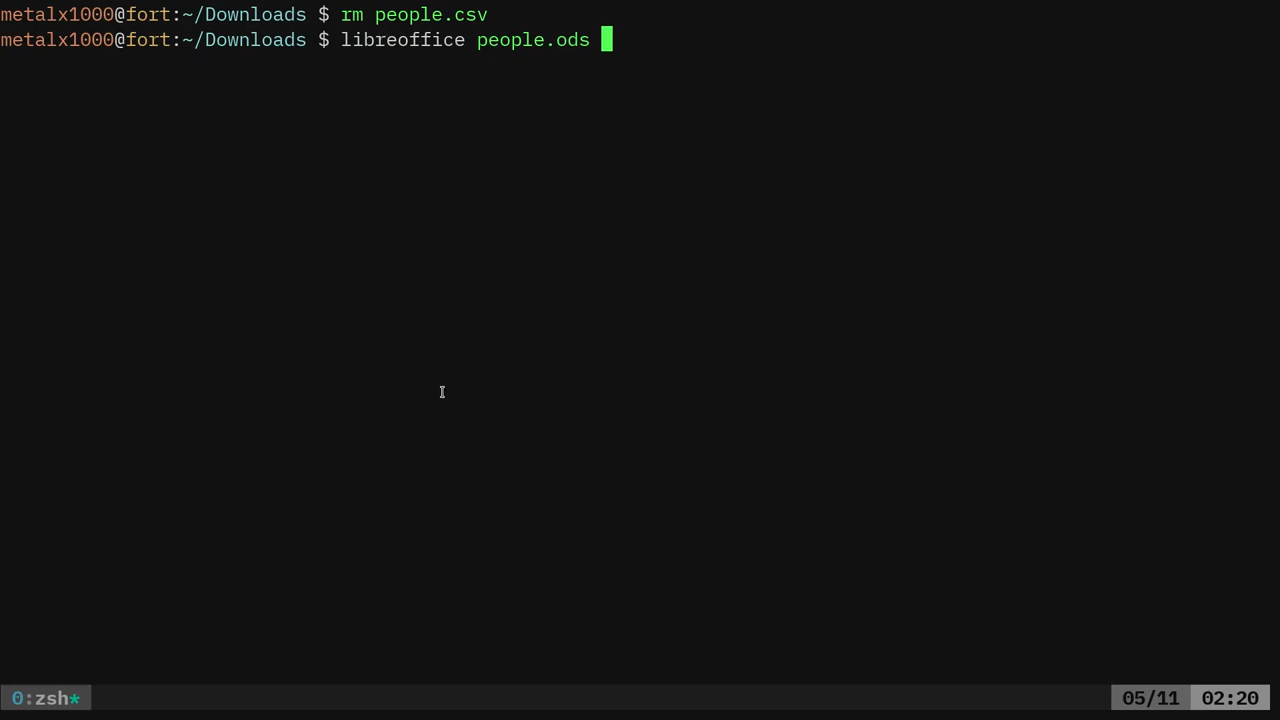 metalx1000@fort:~/Downloads $ rm people.csv
metalx1000@fort:~/Downloads $ libreoffice people.ods
0:zsh* 05/11 02:20